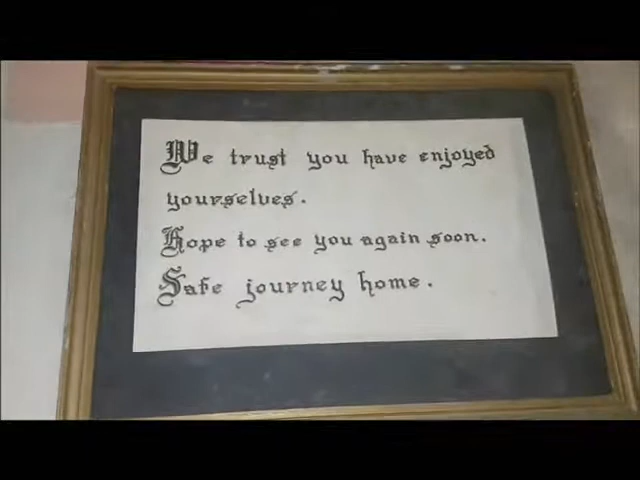 We trust you have enjoyed
yourselves.
Hope to see you again soon.
Safe journey home.